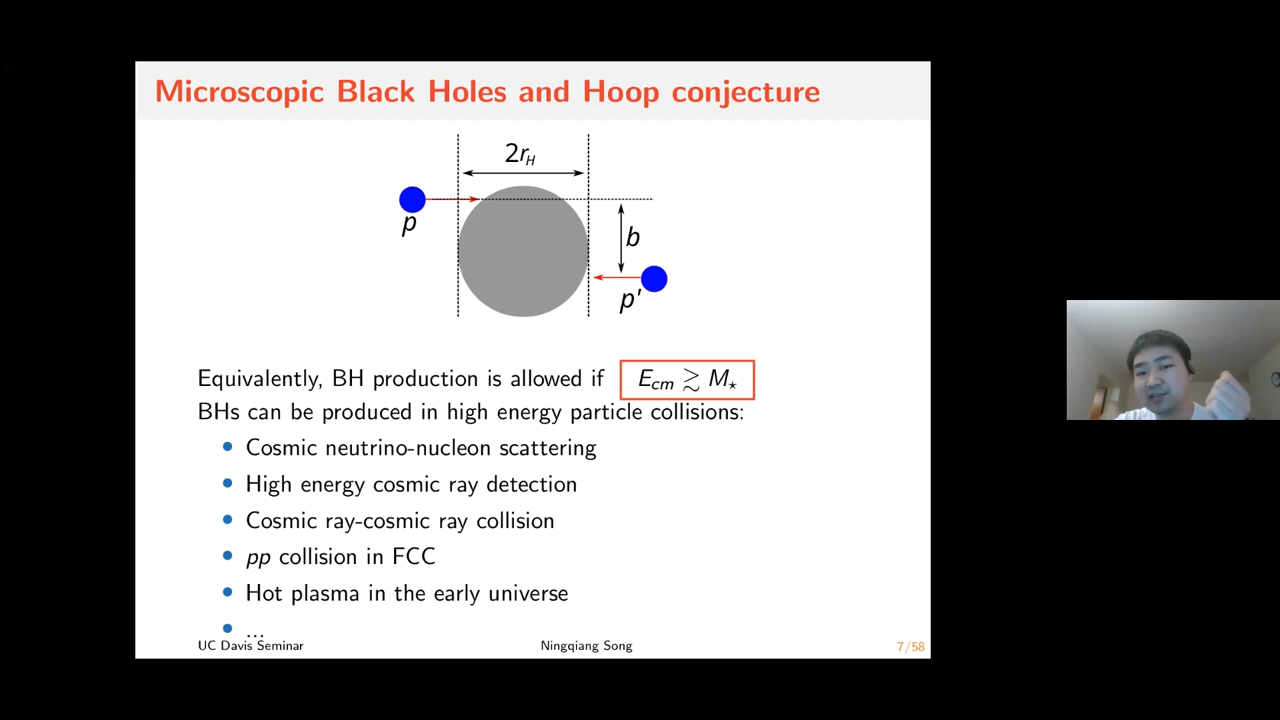 Microscopic Black Holes and Hoop conjecture
2r_H
p
b
p'
Equivalently, BH production is allowed if E_cm ≳ M_⋆
BHs can be produced in high energy particle collisions:
• Cosmic neutrino-nucleon scattering
• High energy cosmic ray detection
• Cosmic ray-cosmic ray collision
• pp collision in FCC
• Hot plasma in the early universe
• ...
UC Davis Seminar Ningqiang Song 7/58